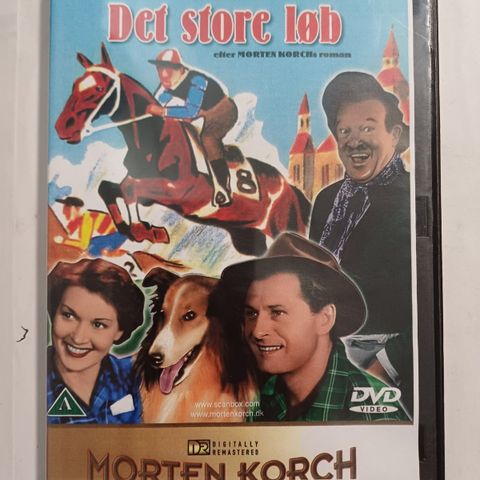 Det store løb
efter MORTEN KORCHs roman
8
www.scanbox.com
www.mortenkorch.dk
A
DVD
VIDEO
DR DIGITALLY
REMASTERED
MORTEN KORCH